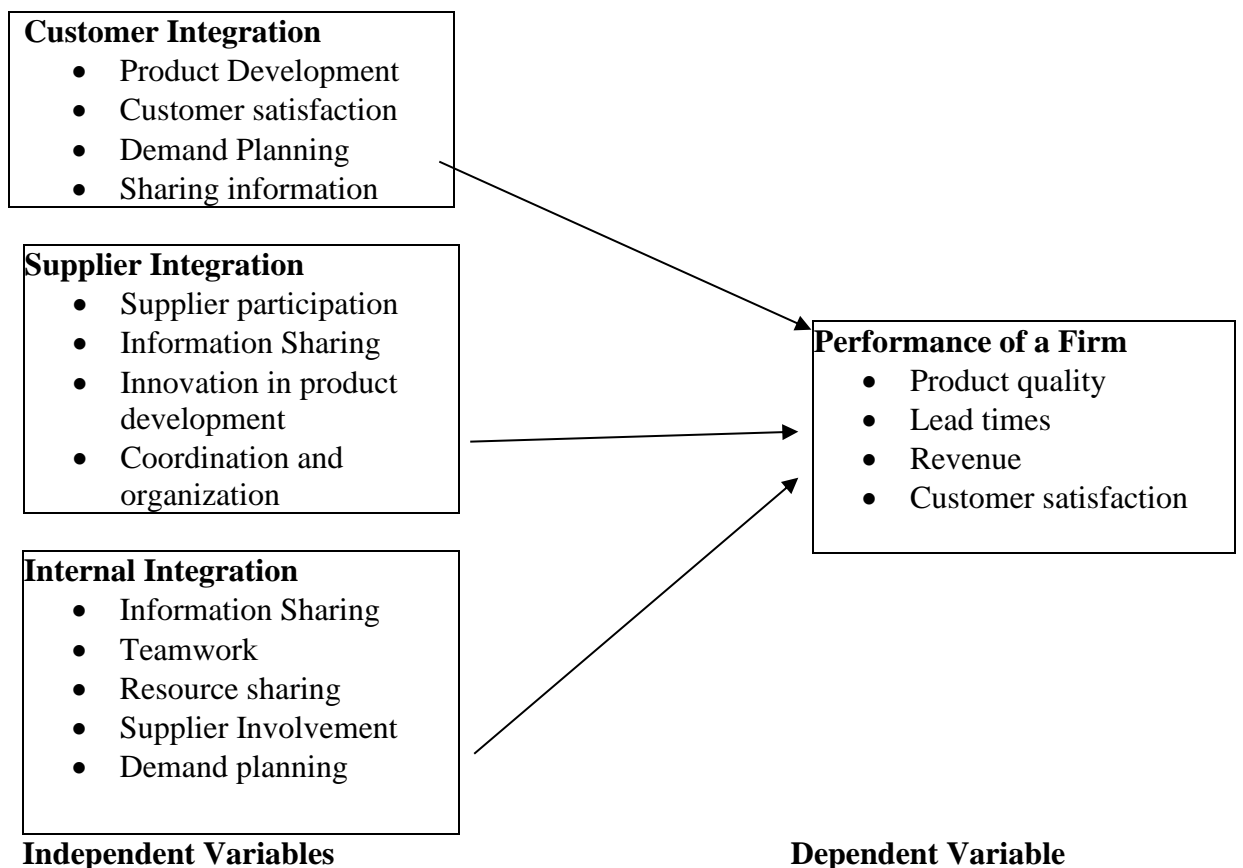 Customer Integration
• Product Development
• Customer satisfaction
• Demand Planning
• Sharing information
Supplier Integration
• Supplier participation
• Information Sharing
• Innovation in product
development
• Coordination and
organization
Internal Integration
• Information Sharing
• Teamwork
• Resource sharing
• Supplier Involvement
• Demand planning
Independent Variables
Performance of a Firm
• Product quality
• Lead times
• Revenue
• Customer satisfaction
Dependent Variable